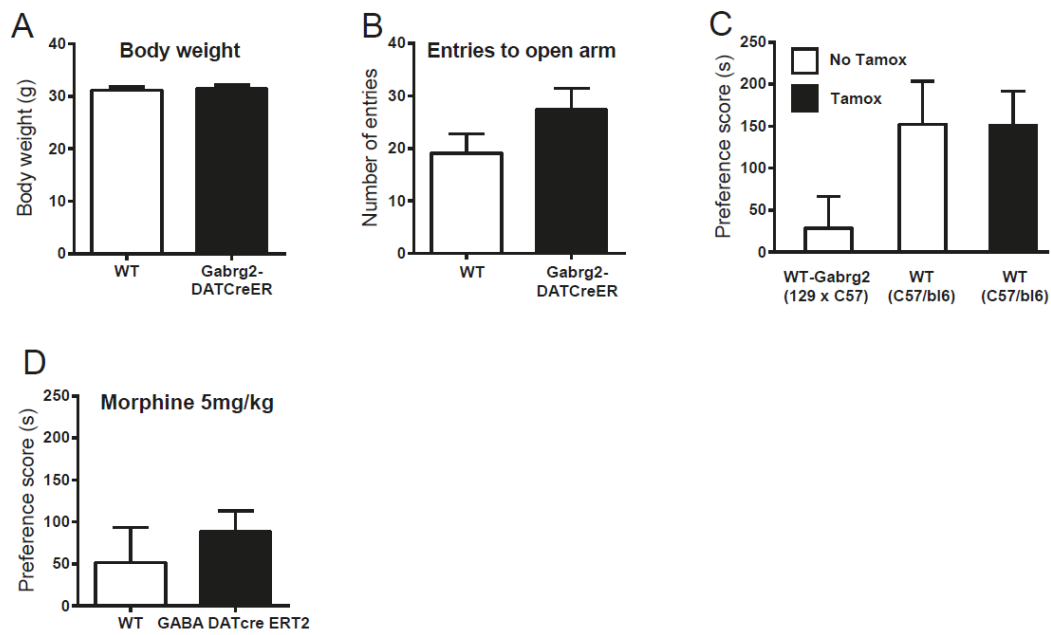 A
Body weight
Body weight (g)
40
30
20
10
0
WT
Gabrg2-
DATCreER
B
Entries to open arm
Number of entries
40
30
20
10
0
WT
Gabrg2-
DATCreER
C
Preference score (s)
250
200
150
100
50
0
No Tamox
Tamox
WT-Gabrg2
(129 x C57)
WT
(C57/bl6)
WT
(C57/bl6)
D
Morphine 5mg/kg
Preference score (s)
250
200
150
100
50
0
WT
GABA DATcre ERT2